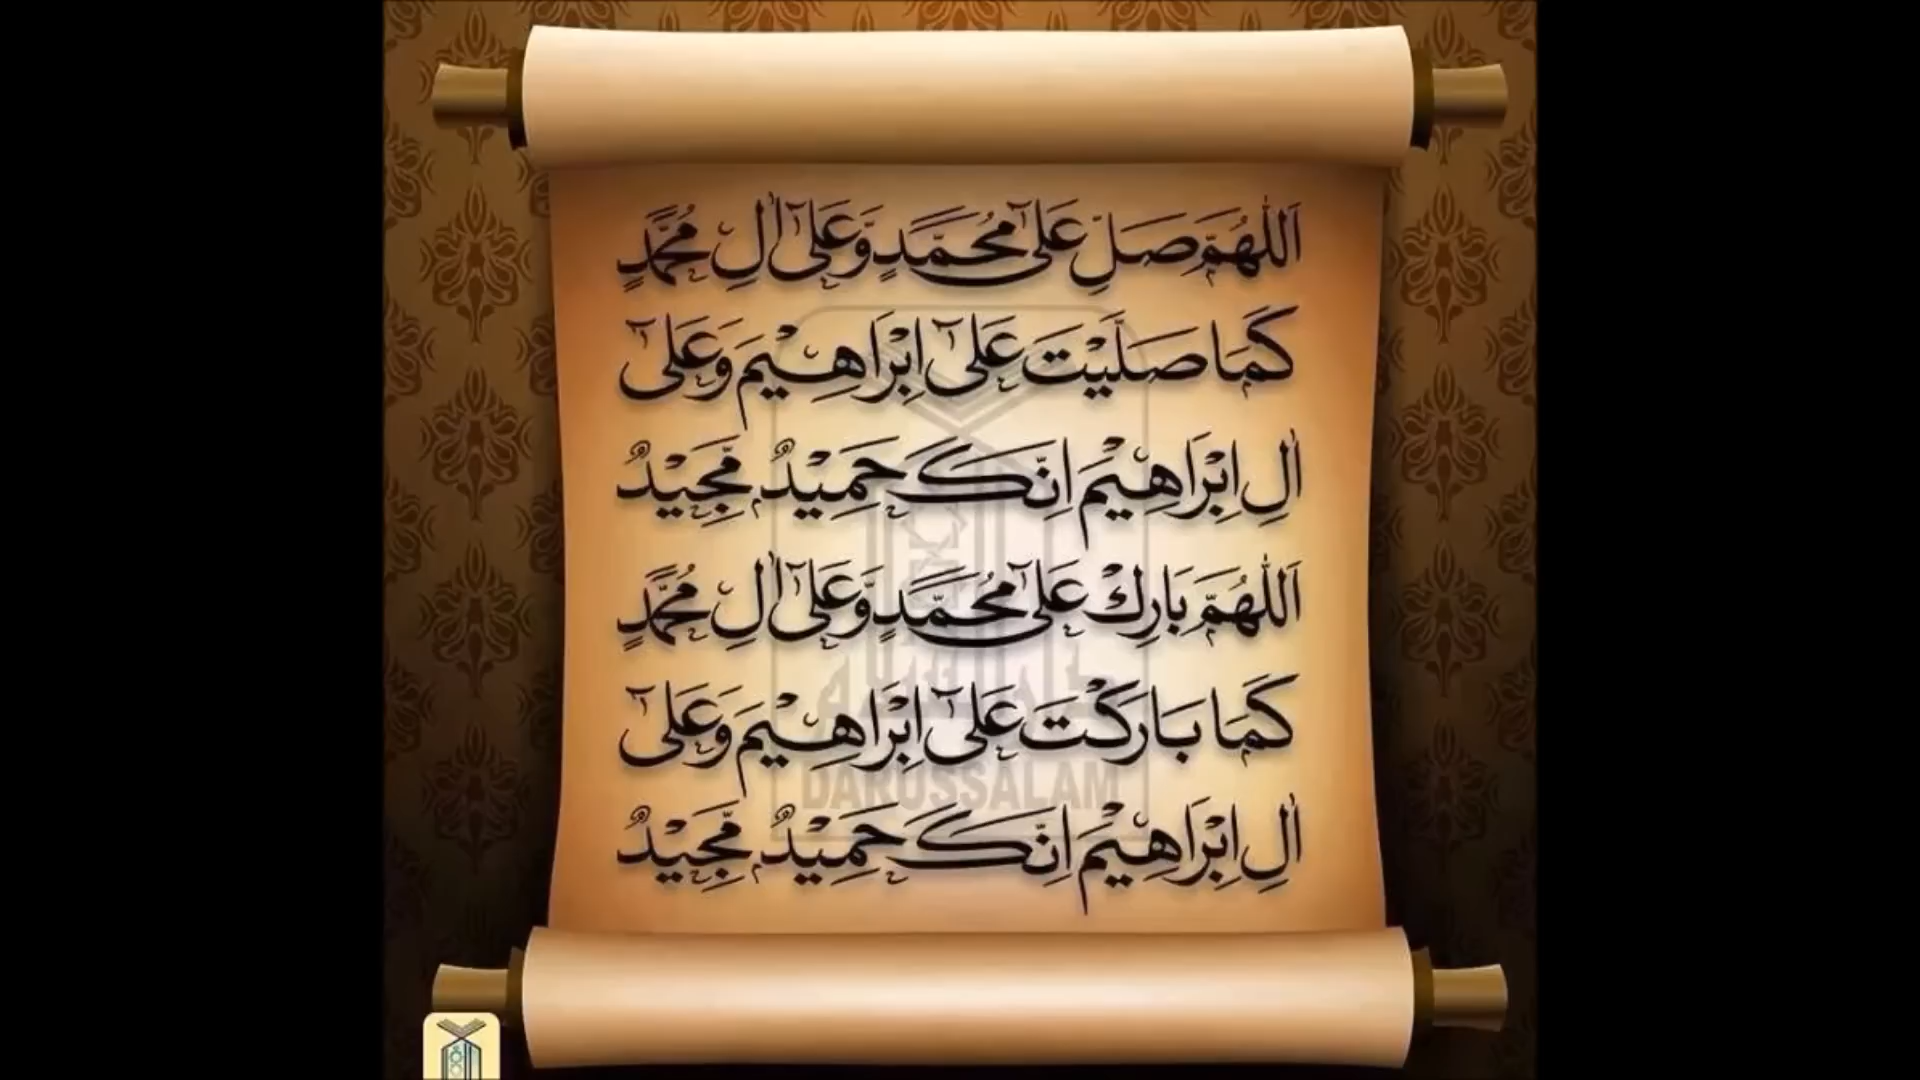 اَللّٰهُمَّ صَلِّ عَلٰى مُحَمَّدٍ وَّعَلٰٓى اٰلِ مُحَمَّدٍ
كَمَا صَلَّيْتَ عَلٰٓى اِبْرَاهِيْمَ وَعَلٰٓى
اٰلِ اِبْرَاهِيْمَ اِنَّكَ حَمِيْدٌ مَّجِيْدٌ
اَللّٰهُمَّ بَارِكْ عَلٰى مُحَمَّدٍ وَّعَلٰٓى اٰلِ مُحَمَّدٍ
كَمَا بَارَكْتَ عَلٰٓى اِبْرَاهِيْمَ وَعَلٰٓى
DARUSSALAM
اٰلِ اِبْرَاهِيْمَ اِنَّكَ حَمِيْدٌ مَّجِيْدٌ